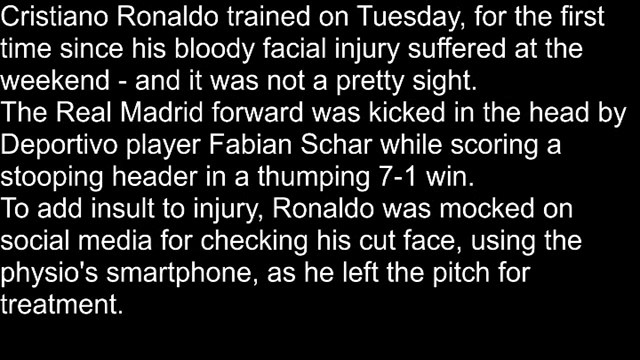 Cristiano Ronaldo trained on Tuesday, for the first
time since his bloody facial injury suffered at the
weekend - and it was not a pretty sight.
The Real Madrid forward was kicked in the head by
Deportivo player Fabian Schar while scoring a
stooping header in a thumping 7-1 win.
To add insult to injury, Ronaldo was mocked on
social media for checking his cut face, using the
physio's smartphone, as he left the pitch for
treatment.